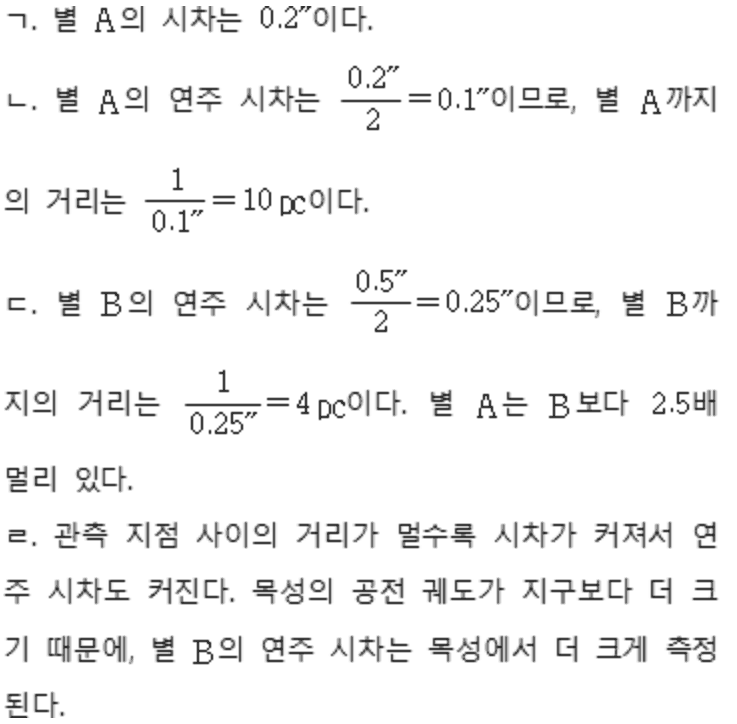 ㄱ. 별 A의 시차는 0.2″이다.
ㄴ. 별 A의 연주 시차는 0.2″/2=0.1″이므로, 별 A까지
의 거리는 1/0.1″=10 pc이다.
ㄷ. 별 B의 연주 시차는 0.5″/2=0.25″이므로, 별 B까
지의 거리는 1/0.25″=4 pc이다. 별 A는 B보다 2.5배
멀리 있다.
ㄹ. 관측 지점 사이의 거리가 멀수록 시차가 커져서 연
주 시차도 커진다. 목성의 공전 궤도가 지구보다 더 크
기 때문에, 별 B의 연주 시차는 목성에서 더 크게 측정
된다.